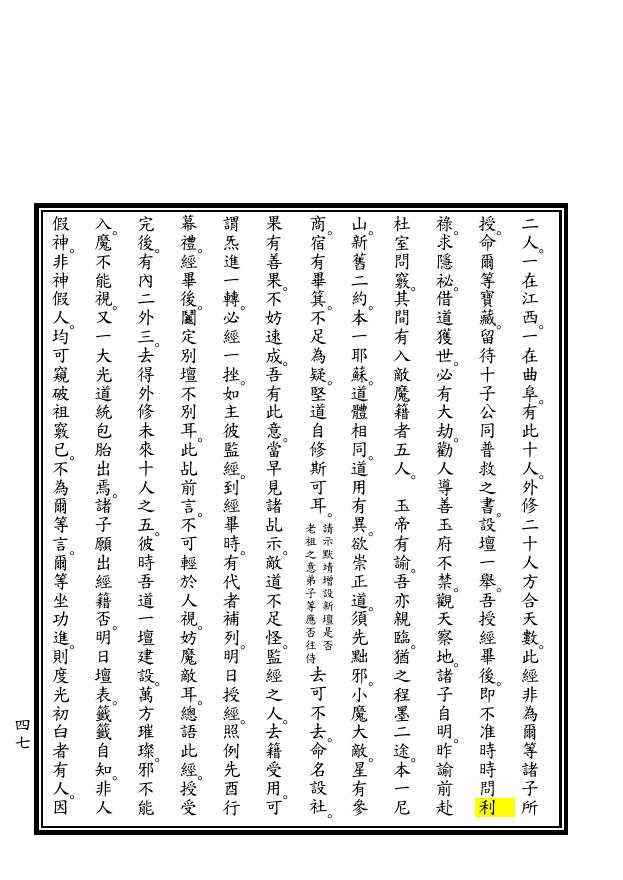 二人。一在江西。一在曲阜。有此十人。外修二十人方合天數。此經非為爾等諸子所
授。命爾等寶藏。留待十子公同普救之書。設壇一舉。吾授經畢後。即不准時時問利
祿。求隱祕。借道獲世。必有大劫。勸人導善玉府不禁。觀天察地。諸子自明。昨諭前赴
杜室問竅。其間有入敵魔籍者五人。　玉帝有諭。吾亦親臨。猶之程墨二途。本一尼
山。新舊二約。本一耶蘇。道體相同。道用有異。欲崇正道。須先黜邪。小魔大敵。星有參
商。宿有畢箕。不足為疑。堅道自修斯可耳。請示默靖增設新壇是否老祖之意弟子等應否往侍去可不去。命名設社。
果有善果。不妨速成。吾有此意。當早見諸乩示。敵道不足怪。監經之人。去籍受用。可
謂炁進一轉。必經一挫。如主彼監經。到經畢時。有代者補列。明日授經。照例先酉行
幕禮。經畢後。闔定別壇不別耳。此乩前言。不可輕於人視。妨魔敵耳。總語此經。授受
完後。有內二外三。去得外修未來十人之五。彼時吾道一壇建設。萬方璀璨。邪不能
入。魔不能視。又一大光道統包胎出焉。諸子願出經籍否。明日壇表。籤籤自知。非人
假神。非神假人。均可窺破祖竅已。不為爾等言。爾等坐功進。則度光初白者有人。因
四七